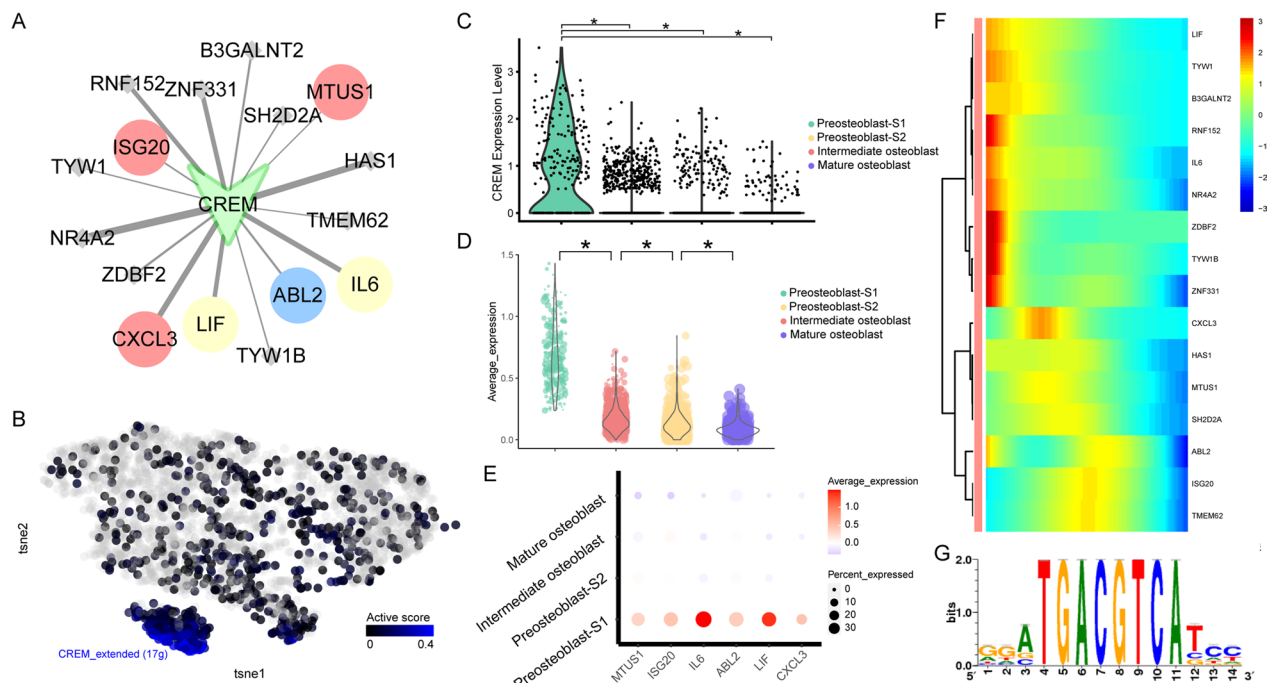 A
B3GALNT2
RNF152
ZNF331
MTUS1
SH2D2A
ISG20
HAS1
TYW1
CREM
TMEM62
NR4A2
ZDBF2
ABL2
IL6
CXCL3
LIF
TYW1B
B
tsne2
CREM_extended (17g)
tsne1
Active score
0 0.4
C
* * *
CREM Expression Level
3
2
1
0
Preosteoblast-S1
Preosteoblast-S2
Intermediate osteoblast
Mature osteoblast
D
* * *
Average_expression
1.5
1.0
0.5
0.0
Preosteoblast-S1
Preosteoblast-S2
Intermediate osteoblast
Mature osteoblast
E
Mature osteoblast
Intermediate osteoblast
Preosteoblast-S2
Preosteoblast-S1
MTUS1 ISG20 IL6 ABL2 LIF CXCL3
Average_expression
1.0
0.5
0.0
Percent_expressed
0
10
20
30
F
LIF
TYW1
B3GALNT2
RNF152
IL6
NR4A2
ZDBF2
TYW1B
ZNF331
CXCL3
HAS1
MTUS1
SH2D2A
ABL2
ISG20
TMEM62
3
2
1
0
-1
-2
-3
G
bits
2.0
1.0
0.0
TGACGTCA
5' 1 2 3 4 5 6 7 8 9 10 11 12 13 14 3'